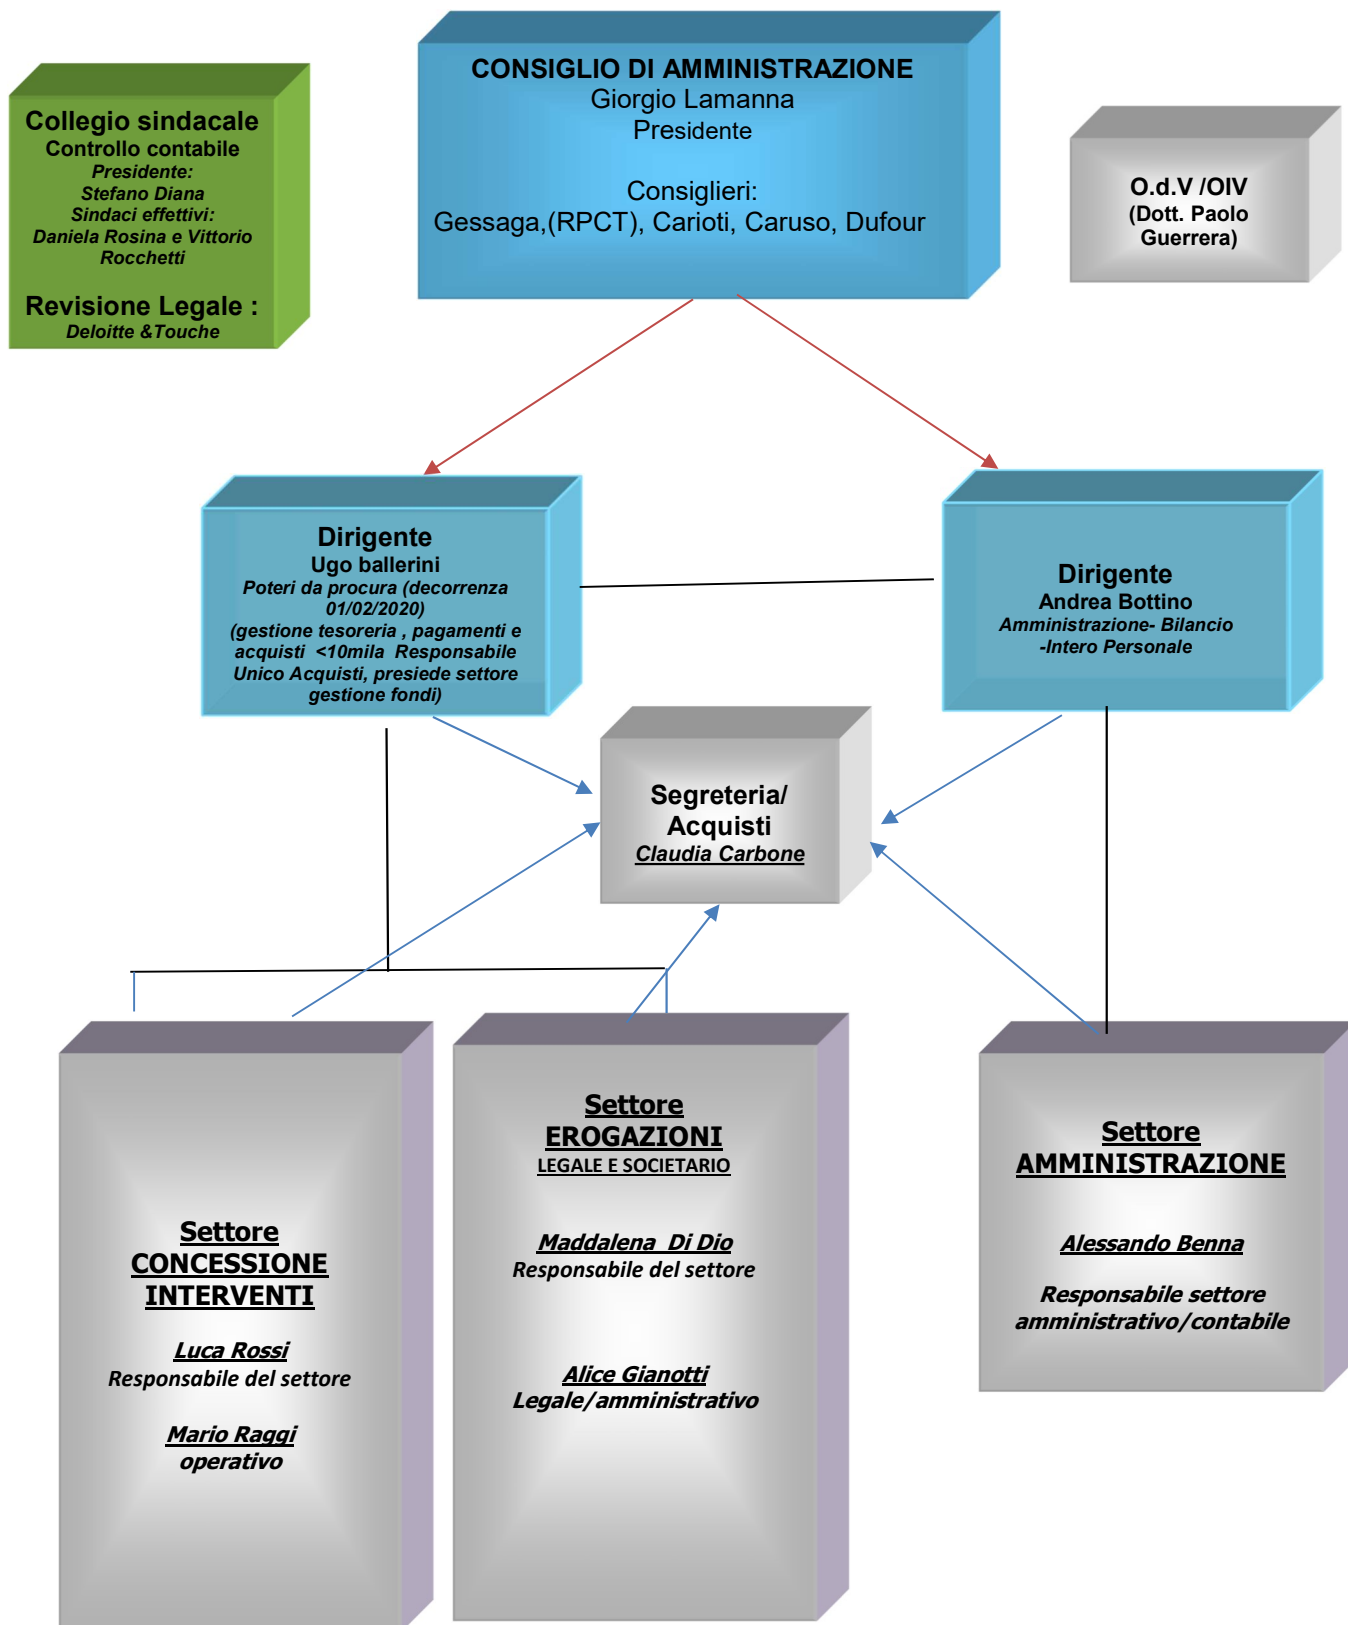 CONSIGLIO DI AMMINISTRAZIONE
Giorgio Lamanna
Presidente
Consiglieri:
Gessaga,(RPCT), Carioti, Caruso, Dufour
Collegio sindacale
Controllo contabile
Presidente:
Stefano Diana
Sindaci effettivi:
Daniela Rosina e Vittorio
Rocchetti
Revisione Legale :
Deloitte &Touche
O.d.V /OIV
(Dott. Paolo
Guerrera)
Dirigente
Ugo ballerini
Poteri da procura (decorrenza
01/02/2020)
(gestione tesoreria , pagamenti e
acquisti <10mila Responsabile
Unico Acquisti, presiede settore
gestione fondi)
Dirigente
Andrea Bottino
Amministrazione- Bilancio
-Intero Personale
Segreteria/
Acquisti
Claudia Carbone
Settore
CONCESSIONE
INTERVENTI
Luca Rossi
Responsabile del settore
Mario Raggi
operativo
Settore
EROGAZIONI
LEGALE E SOCIETARIO
Maddalena Di Dio
Responsabile del settore
Alice Gianotti
Legale/amministrativo
Settore
AMMINISTRAZIONE
Alessando Benna
Responsabile settore
amministrativo/contabile